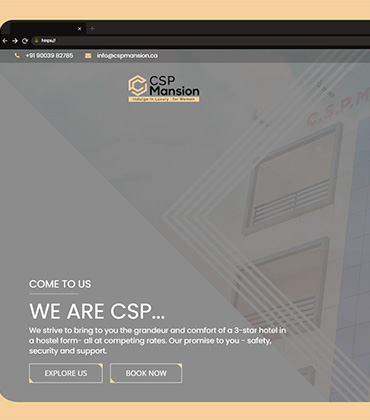 https://
+91 90039 82785 info@cspmansion.ca
CSP
Mansion
Indulge in Luxury . for Women
C.S.P.M
COME TO US
WE ARE CSP...
We strive to bring to you the grandeur and comfort of a 3-star hotel in
a hostel form- all at competing rates. Our promise to you - safety,
security and support.
EXPLORE US BOOK NOW